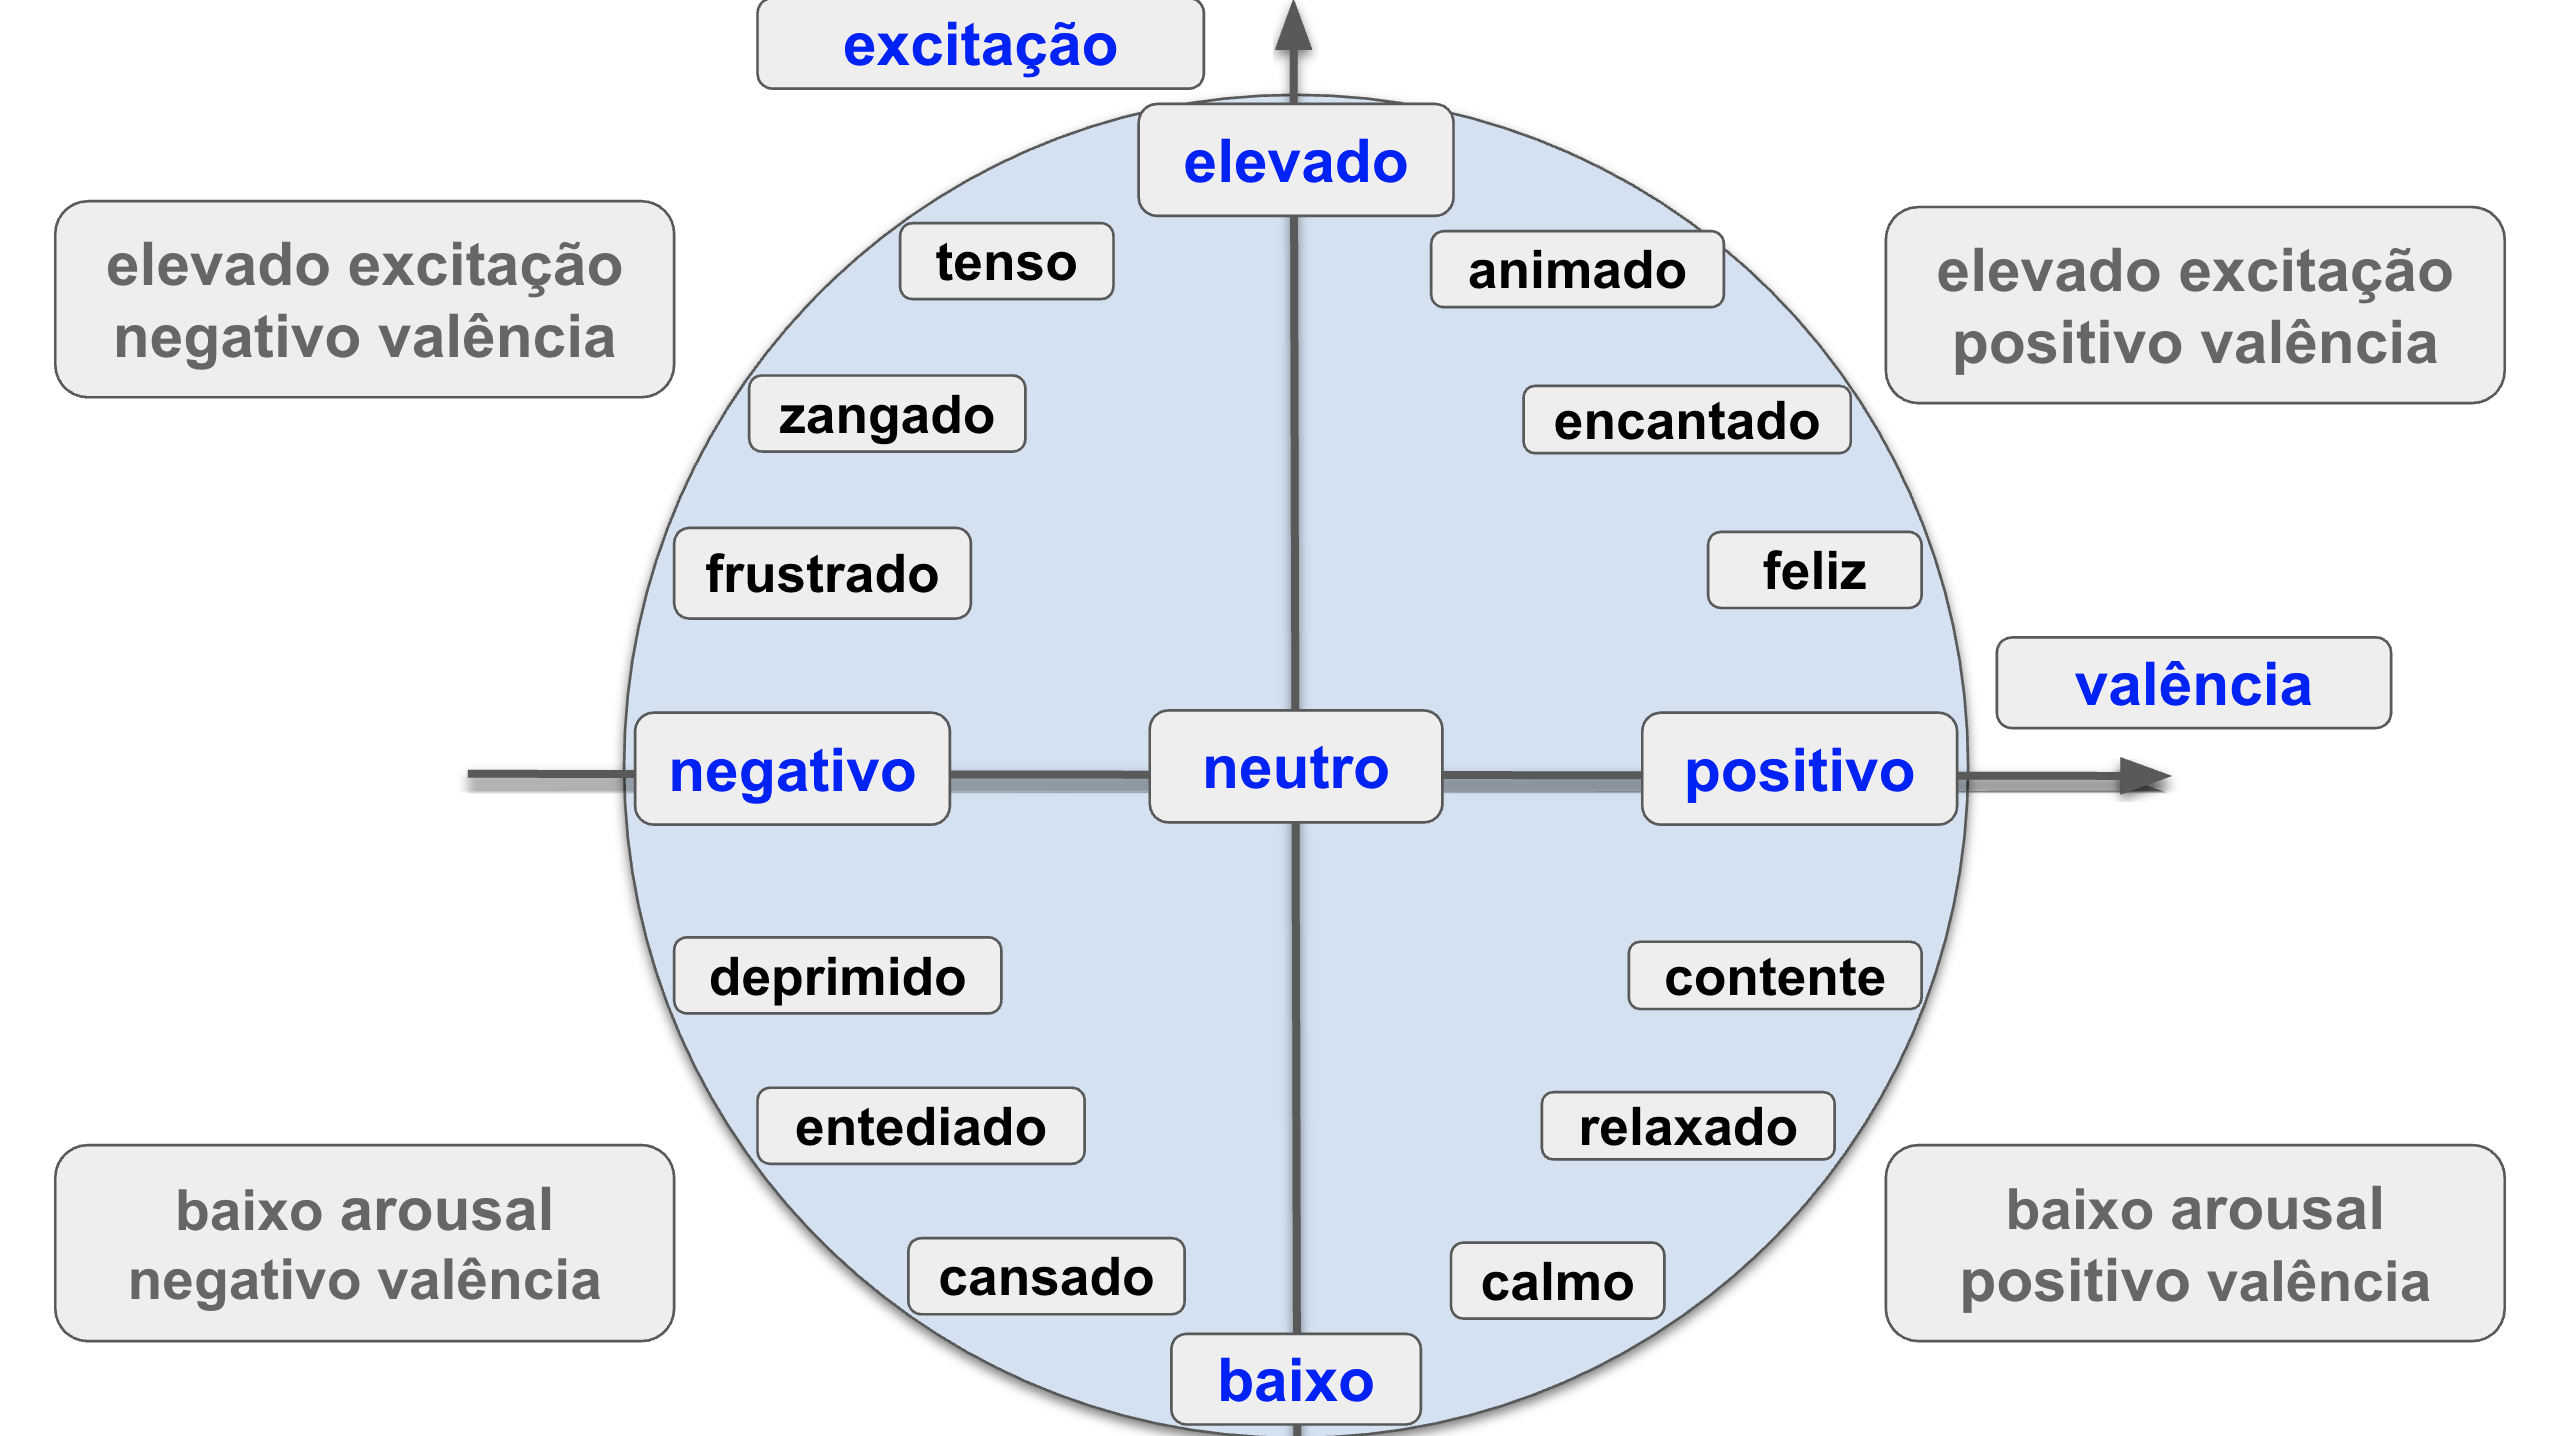 excitação
elevado
tenso
animado
elevado excitação
negativo valência
elevado excitação
positivo valência
zangado
encantado
frustrado
feliz
valência
negativo
neutro
positivo
deprimido
contente
entediado
relaxado
baixo arousal
negativo valência
baixo arousal
positivo valência
cansado
calmo
baixo